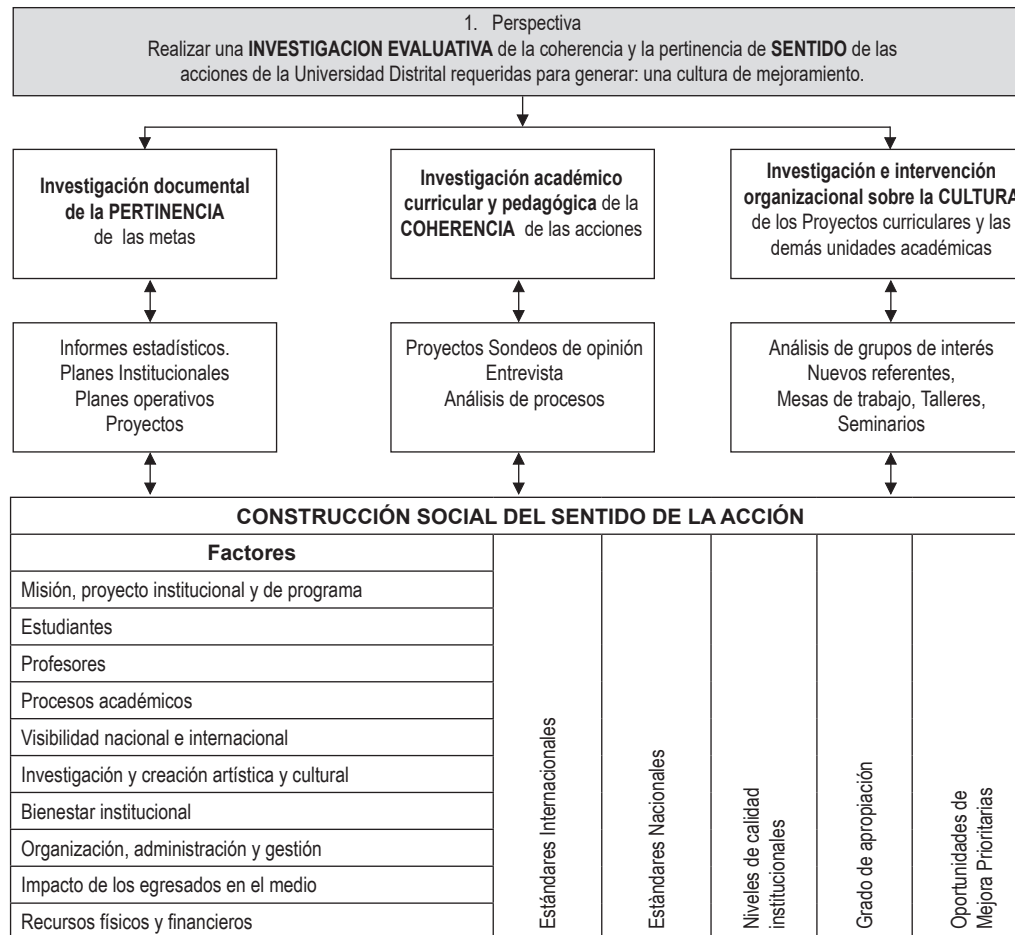 1. Perspectiva
Realizar una INVESTIGACION EVALUATIVA de la coherencia y la pertinencia de SENTIDO de las
acciones de la Universidad Distrital requeridas para generar: una cultura de mejoramiento.
Investigación documental
de la PERTINENCIA
de las metas
Investigación académico
curricular y pedagógica de la
COHERENCIA de las acciones
Investigación e intervención
organizacional sobre la CULTURA
de los Proyectos curriculares y las
demás unidades académicas
Informes estadísticos.
Planes Institucionales
Planes operativos
Proyectos
Proyectos Sondeos de opinión
Entrevista
Análisis de procesos
Análisis de grupos de interés
Nuevos referentes,
Mesas de trabajo, Talleres,
Seminarios
CONSTRUCCIÓN SOCIAL DEL SENTIDO DE LA ACCIÓN
Factores
Misión, proyecto institucional y de programa
Estudiantes
Profesores
Procesos académicos
Visibilidad nacional e internacional
Investigación y creación artística y cultural
Bienestar institucional
Organización, administración y gestión
Impacto de los egresados en el medio
Recursos físicos y financieros
Estándares Internacionales
Estàndares Nacionales
Niveles de calidad
institucionales
Grado de apropiación
Oportunidades de
Mejora Prioritarias